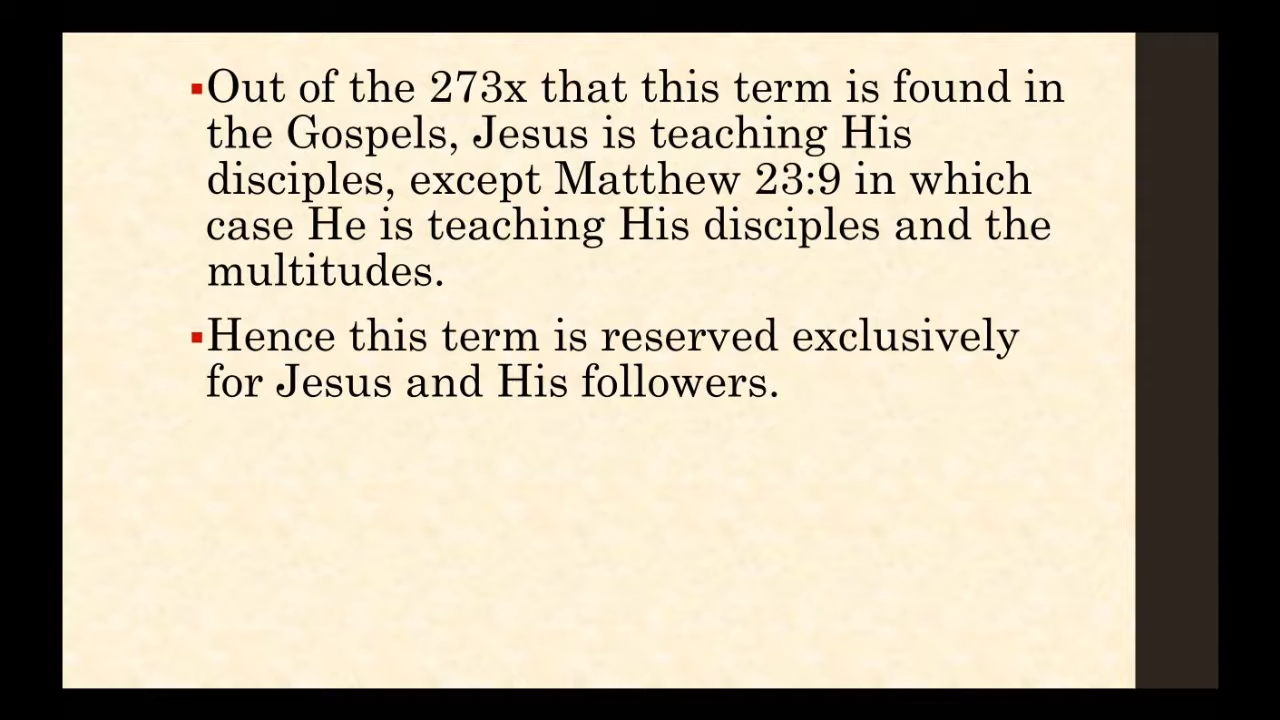 ▪Out of the 273x that this term is found in
the Gospels, Jesus is teaching His
disciples, except Matthew 23:9 in which
case He is teaching His disciples and the
multitudes.
▪Hence this term is reserved exclusively
for Jesus and His followers.